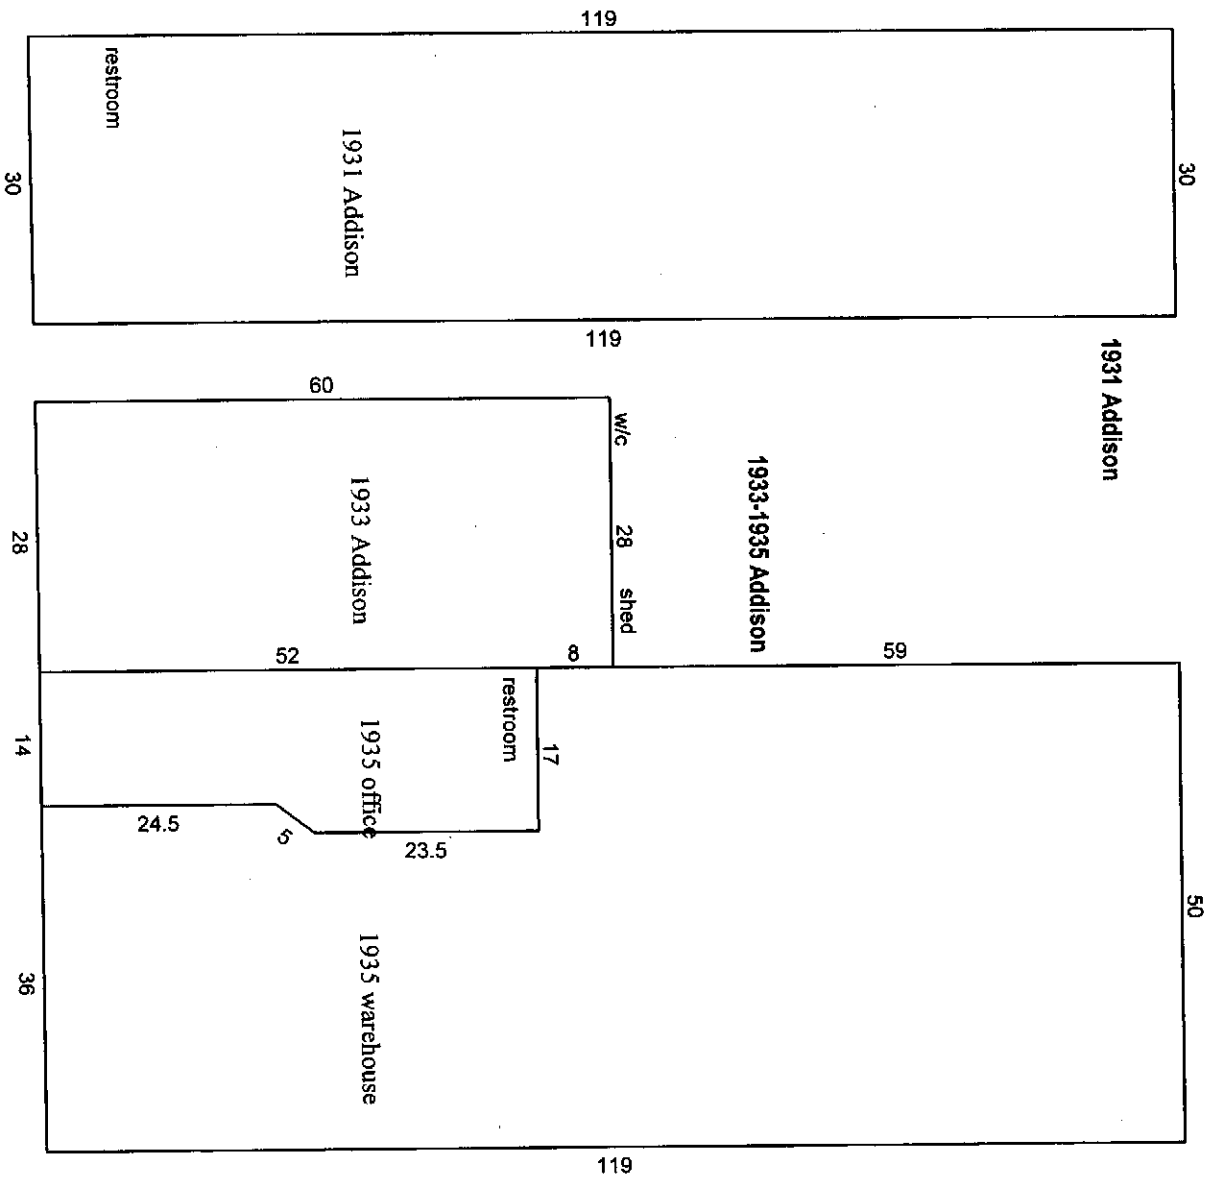 119
restroom
1931 Addison
30
30
119
1931 Addison
60
w/c
28
shed
1933 Addison
1933-1935 Addison
28
52
8
59
restroom
17
1935 office
14
24.5
5
23.5
50
36
1935 warehouse
119